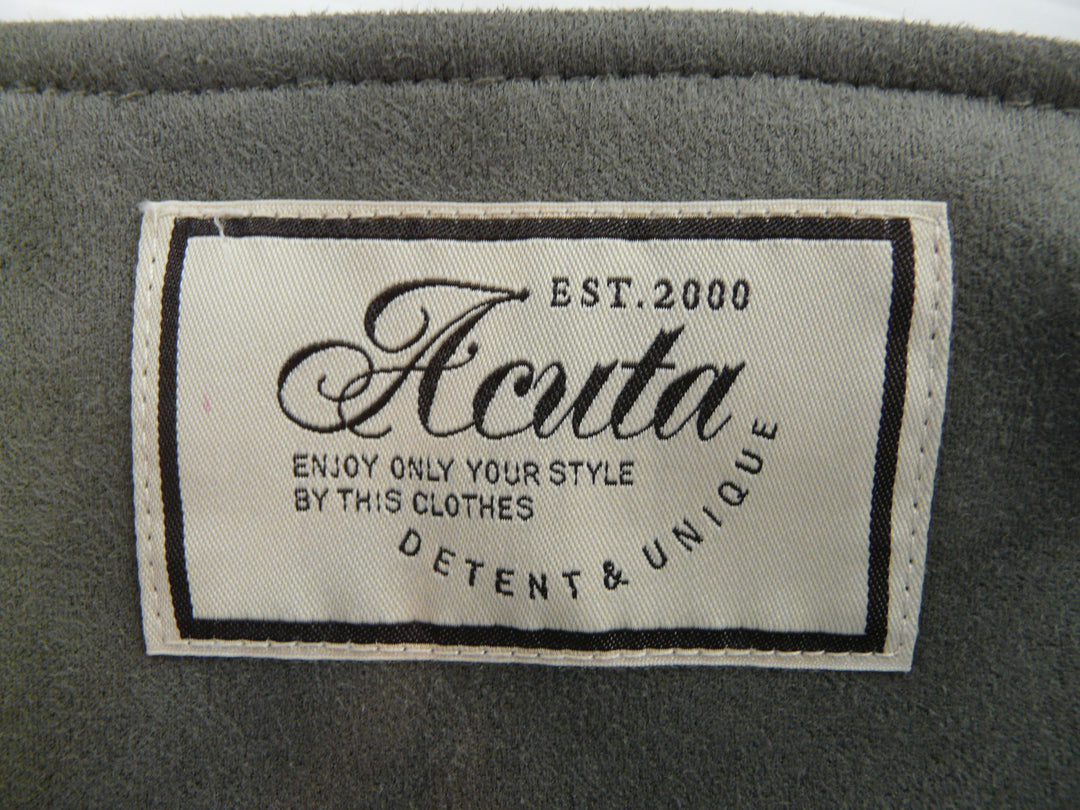 EST.2000
Acuta
ENJOY ONLY YOUR STYLE
BY THIS CLOTHES
DETENT & UNIQUE